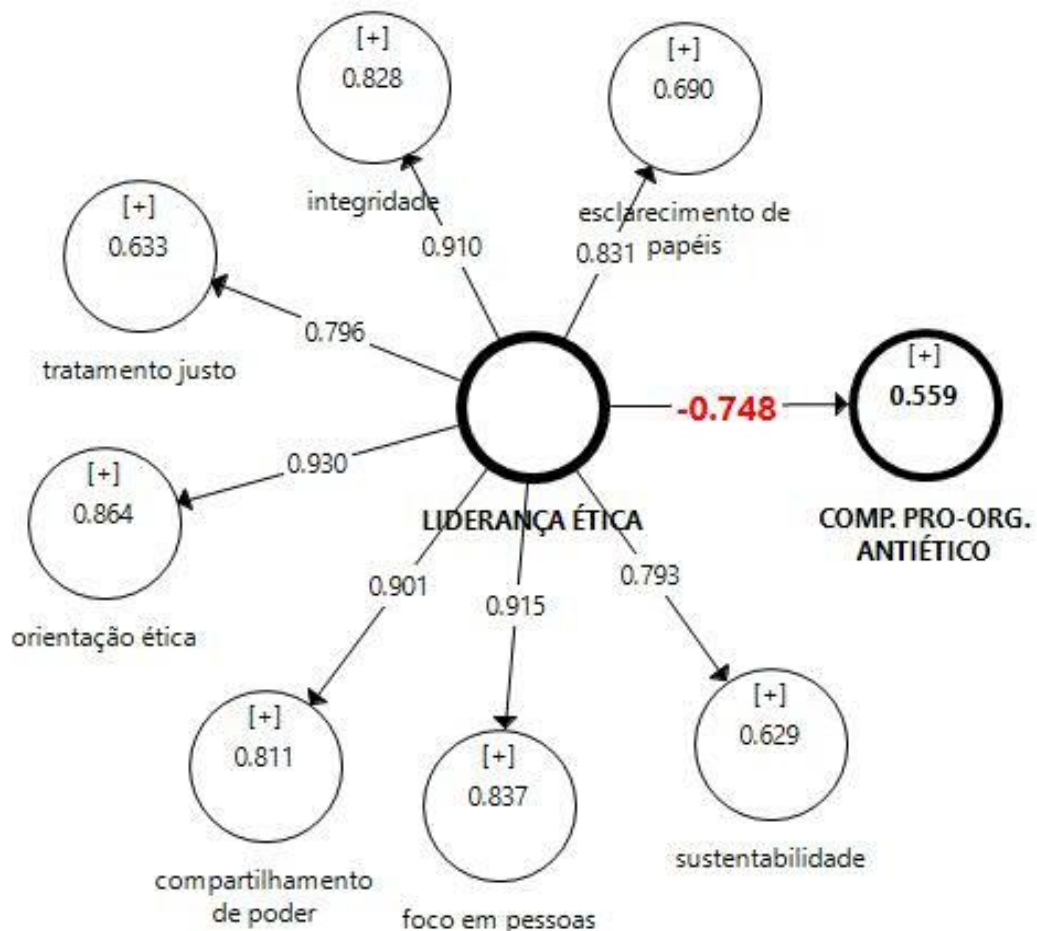 [+]
0.828
integridade
0.910
[+]
0.690
esclarecimento de
papéis
0.831
[+]
0.633
tratamento justo
0.796
[+]
0.864
orientação ética
0.930
LIDERANÇA ÉTICA
-0.748
[+]
0.559
COMP. PRO-ORG.
ANTIÉTICO
0.901
[+]
0.811
compartilhamento
de poder
0.915
[+]
0.837
foco em pessoas
0.793
[+]
0.629
sustentabilidade